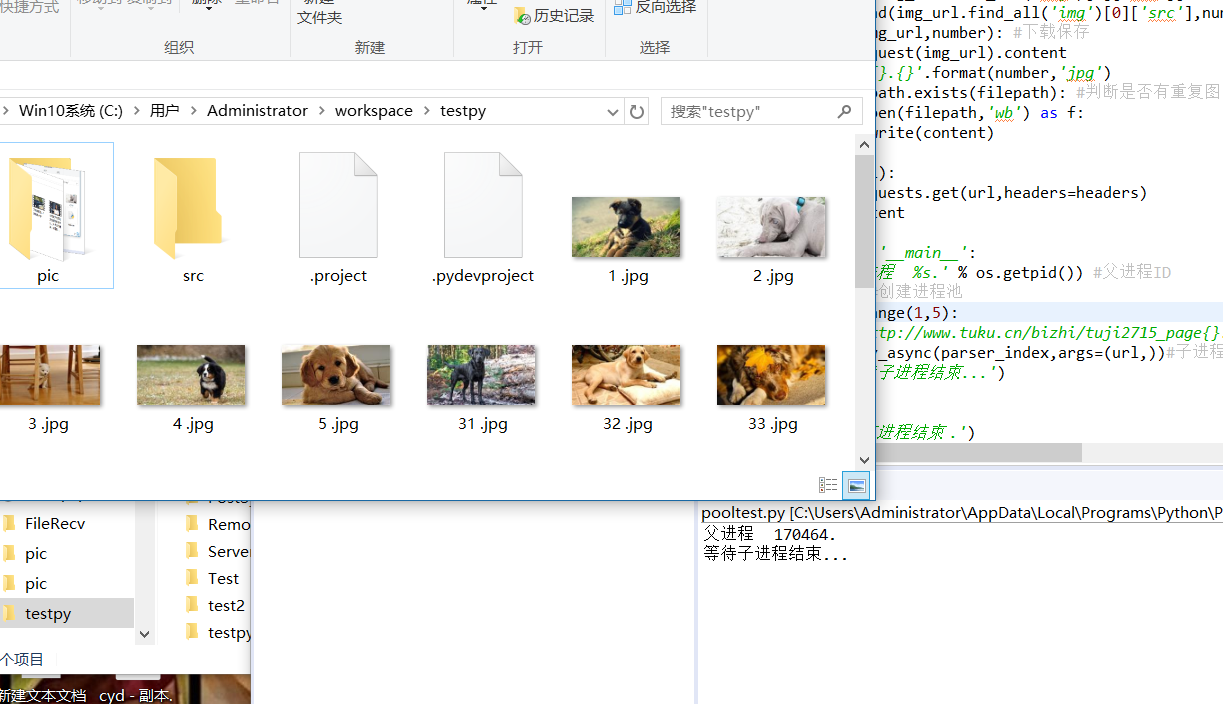 快捷方式
移动到 复制到
删除
重命名
新建
文件夹
属性
历史记录
反向选择
组织
新建
打开
选择
Win10系统 (C:) > 用户 > Administrator > workspace > testpy
搜索"testpy"
pic
src
.project
.pydevproject
1 .jpg
2 .jpg
3 .jpg
4 .jpg
5 .jpg
31 .jpg
32 .jpg
33 .jpg
nd(img_url.find_all('img')[0]['src'],num
mg_url,number): #下载保存
quest(img_url).content
}.{}'.format(number,'jpg')
path.exists(filepath): #判断是否有重复图
pen(filepath,'wb') as f:
write(content)
l):
quests.get(url,headers=headers)
tent
'__main__':
程 %s.' % os.getpid()) #父进程ID
创建进程池
ange(1,5):
ttp://www.tuku.cn/bizhi/tuji2715_page{}.
y_async(parser_index,args=(url,))#子进程
子进程结束...')
进程结束.')
FileRecv
pic
pic
testpy
个项目
Remo
Serve
Test
test2
testpy
新建文本文档
cyd - 副本.
pooltest.py [C:\Users\Administrator\AppData\Local\Programs\Python\P
父进程 170464.
等待子进程结束...